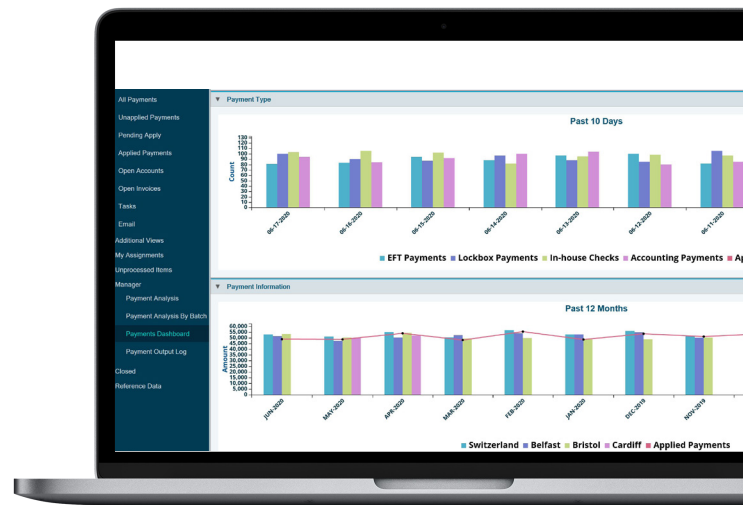 All Payments
Unapplied Payments
Pending Apply
Applied Payments
Open Accounts
Open Invoices
Tasks
Email
Additional Views
My Assignments
Unprocessed Items
Manager
Payment Analysis
Payment Analysis By Batch
Payments Dashboard
Payment Output Log
Closed
Reference Data
Payment Type
Past 10 Days
Count
130
120
110
100
90
80
70
60
50
40
30
20
10
0
06-17-2020
06-16-2020
06-15-2020
06-14-2020
06-13-2020
06-12-2020
06-11-2020
EFT Payments Lockbox Payments In-house Checks Accounting Payments
Payment Information
Past 12 Months
Amount
60,000
55,000
50,000
45,000
40,000
35,000
30,000
25,000
20,000
15,000
10,000
5,000
0
JUN-2020
MAY-2020
APR-2020
MAR-2020
FEB-2020
JAN-2020
DEC-2019
NOV-2019
Switzerland Belfast Bristol Cardiff Applied Payments